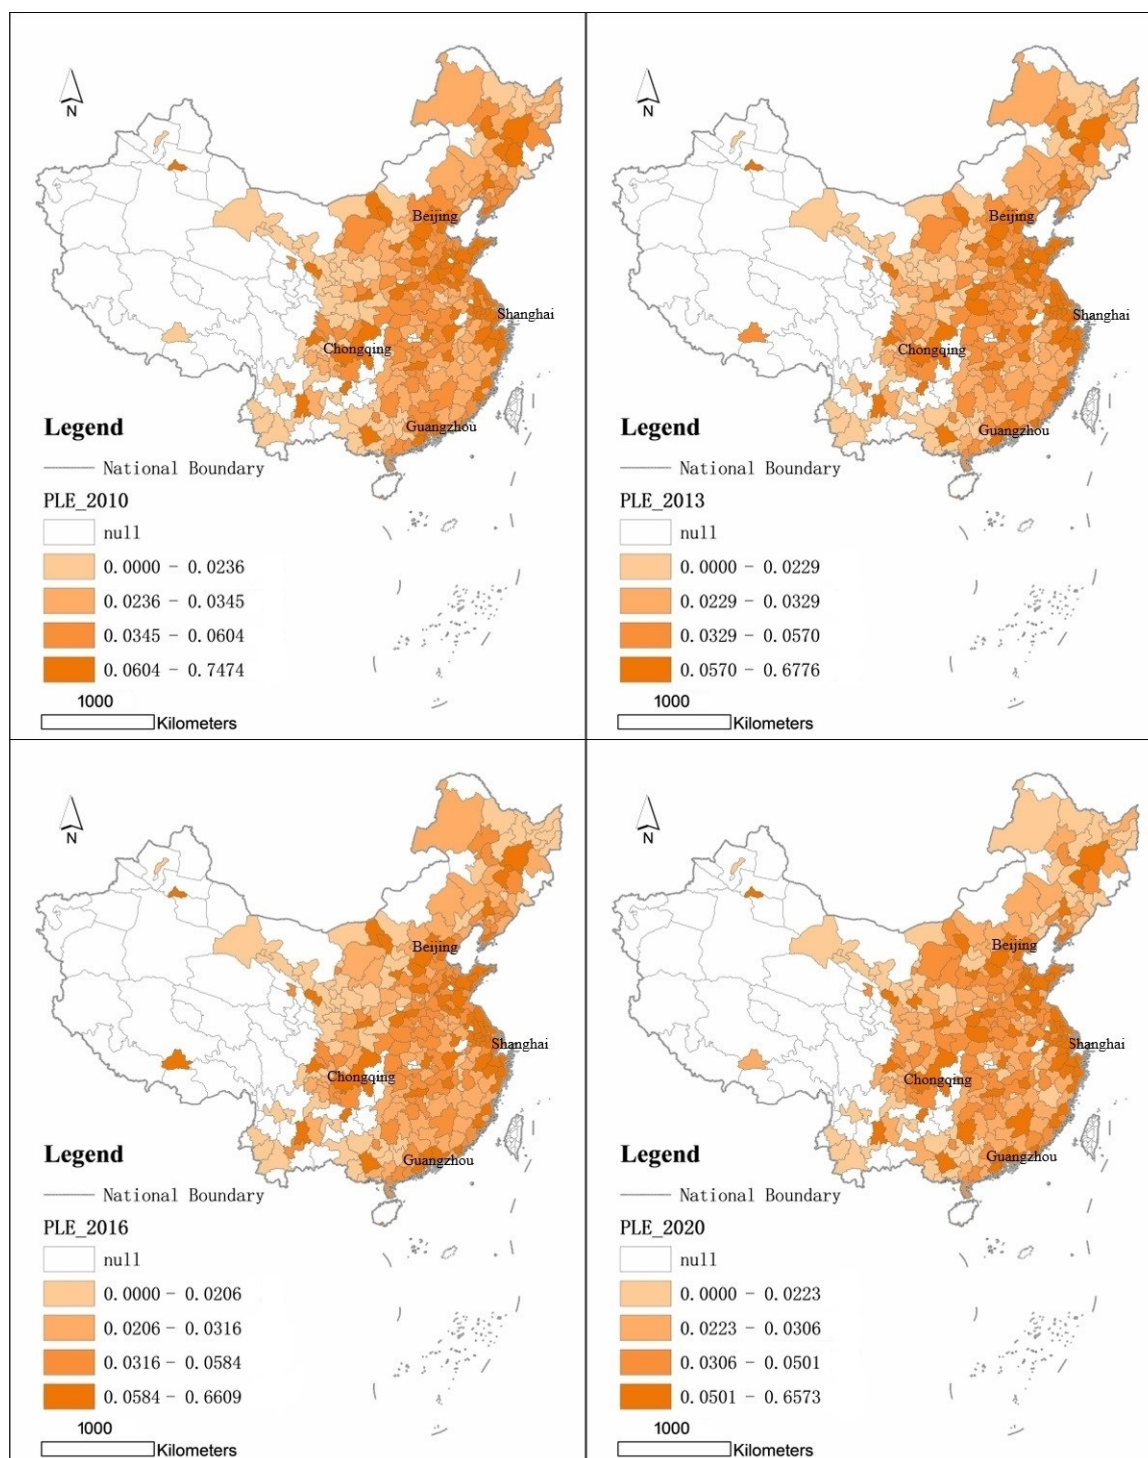 N
Beijing
Shanghai
Chongqing
Guangzhou
Legend
National Boundary
PLE_2010
null
0.0000 - 0.0236
0.0236 - 0.0345
0.0345 - 0.0604
0.0604 - 0.7474
1000
Kilometers
N
Beijing
Shanghai
Chongqing
Guangzhou
Legend
National Boundary
PLE_2013
null
0.0000 - 0.0229
0.0229 - 0.0329
0.0329 - 0.0570
0.0570 - 0.6776
1000
Kilometers
N
Beijing
Shanghai
Chongqing
Guangzhou
Legend
National Boundary
PLE_2016
null
0.0000 - 0.0206
0.0206 - 0.0316
0.0316 - 0.0584
0.0584 - 0.6609
1000
Kilometers
N
Beijing
Shanghai
Chongqing
Guangzhou
Legend
National Boundary
PLE_2020
null
0.0000 - 0.0223
0.0223 - 0.0306
0.0306 - 0.0501
0.0501 - 0.6573
1000
Kilometers